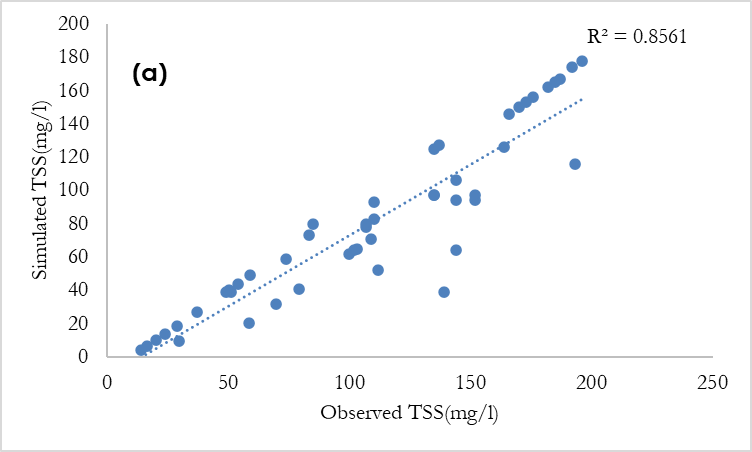 200
180
160
140
120
100
80
60
40
20
0
Simulated TSS(mg/l)
(a)
R² = 0.8561
0 50 100 150 200 250
Observed TSS(mg/l)